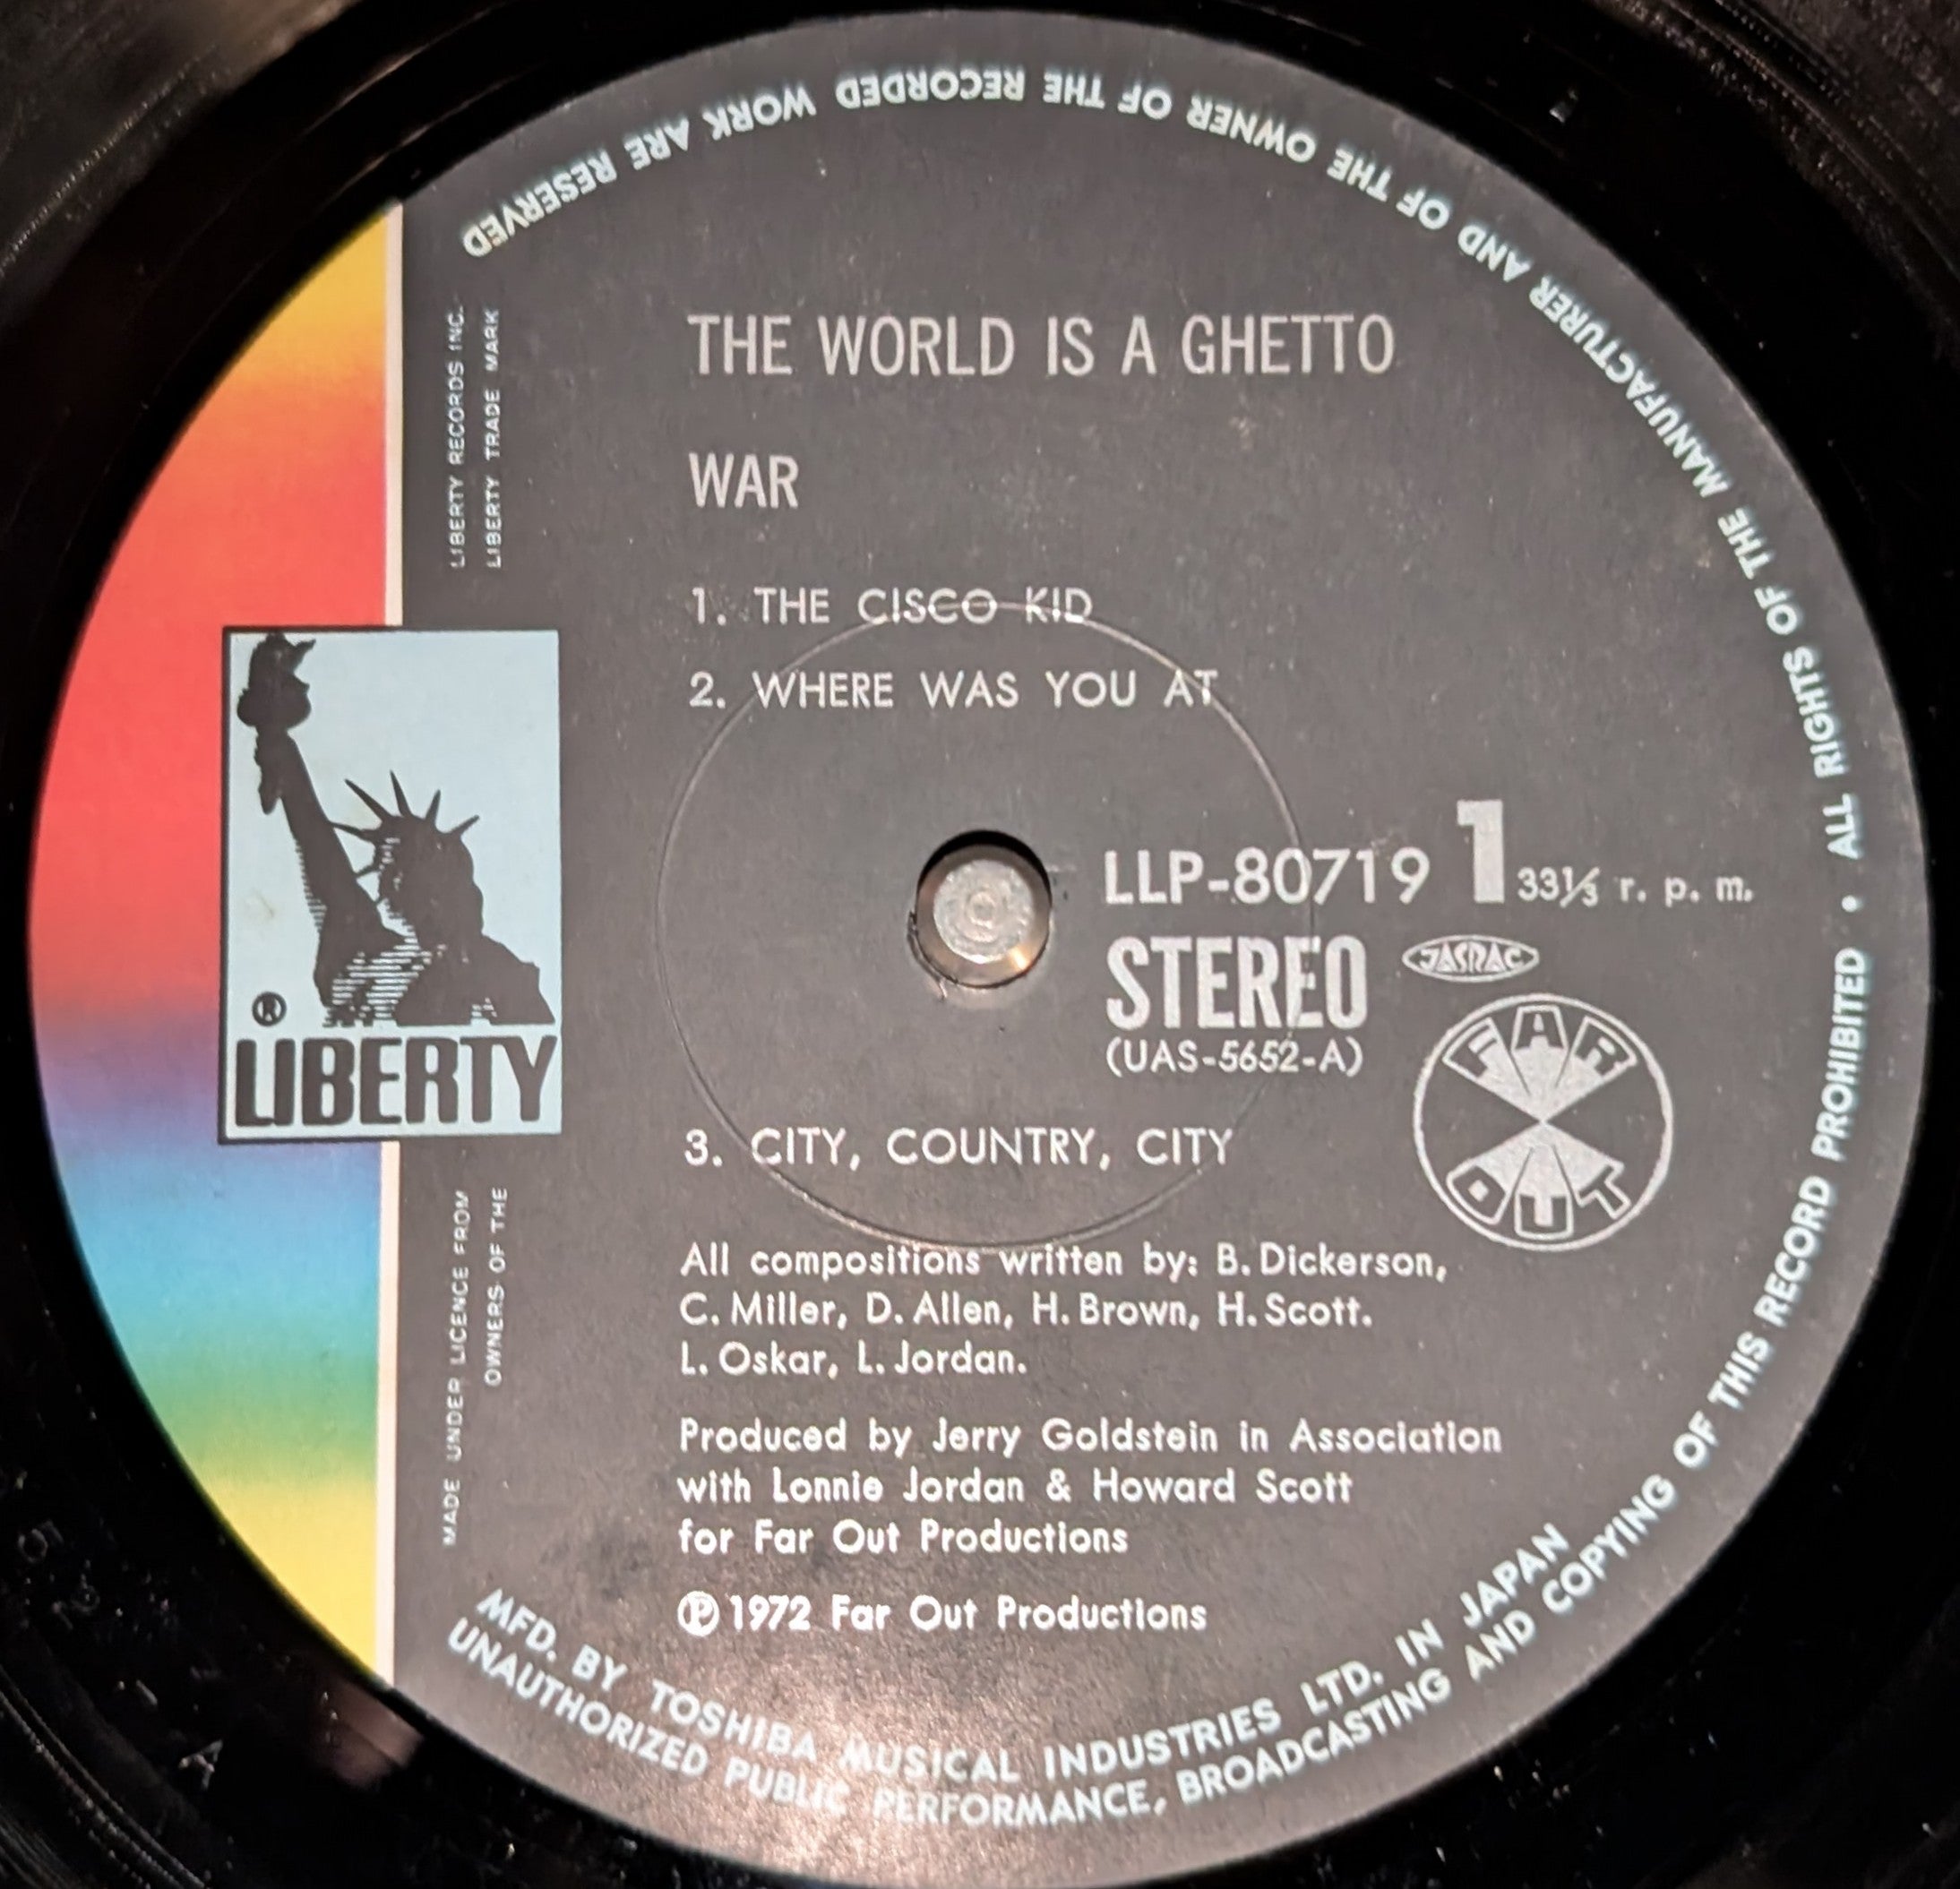 THE WORLD IS A GHETTO
WAR
1. THE CISCO KID
2. WHERE WAS YOU AT
LLP-80719 1 33⅓ r. p. m.
STEREO JASRAC
(UAS-5652-A)
FAR
OUT
3. CITY, COUNTRY, CITY
All compositions written by: B. Dickerson,
C. Miller, D. Allen, H. Brown, H. Scott.
L. Oskar, L. Jordan.
Produced by Jerry Goldstein in Association
with Lonnie Jordan & Howard Scott
for Far Out Productions
Ⓟ 1972 Far Out Productions
® LIBERTY
LIBERTY RECORDS INC.
LIBERTY TRADE MARK
MADE UNDER LICENCE FROM
OWNERS OF THE
MFD. BY TOSHIBA MUSICAL INDUSTRIES LTD. IN JAPAN
UNAUTHORIZED PUBLIC PERFORMANCE, BROADCASTING AND COPYING OF THIS RECORD PROHIBITED • ALL RIGHTS OF THE MANUFACTURER AND OF THE OWNER OF THE RECORDED WORK ARE RESERVED